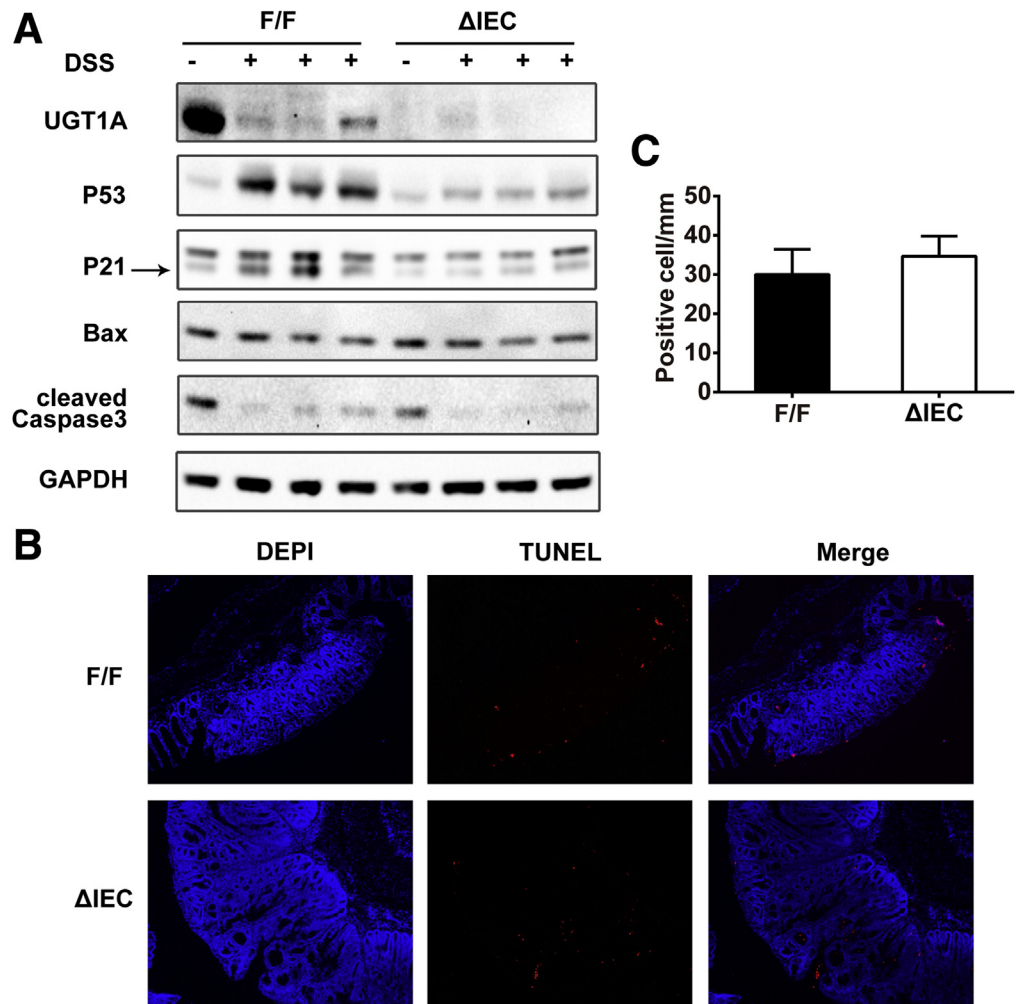 A
F/F ΔIEC
DSS - + + + - + + +
UGT1A
P53
P21
Bax
cleaved
Caspase3
GAPDH
C
Positive cell/mm
50
40
30
20
10
0
F/F ΔIEC
B
DEPI TUNEL Merge
F/F
ΔIEC